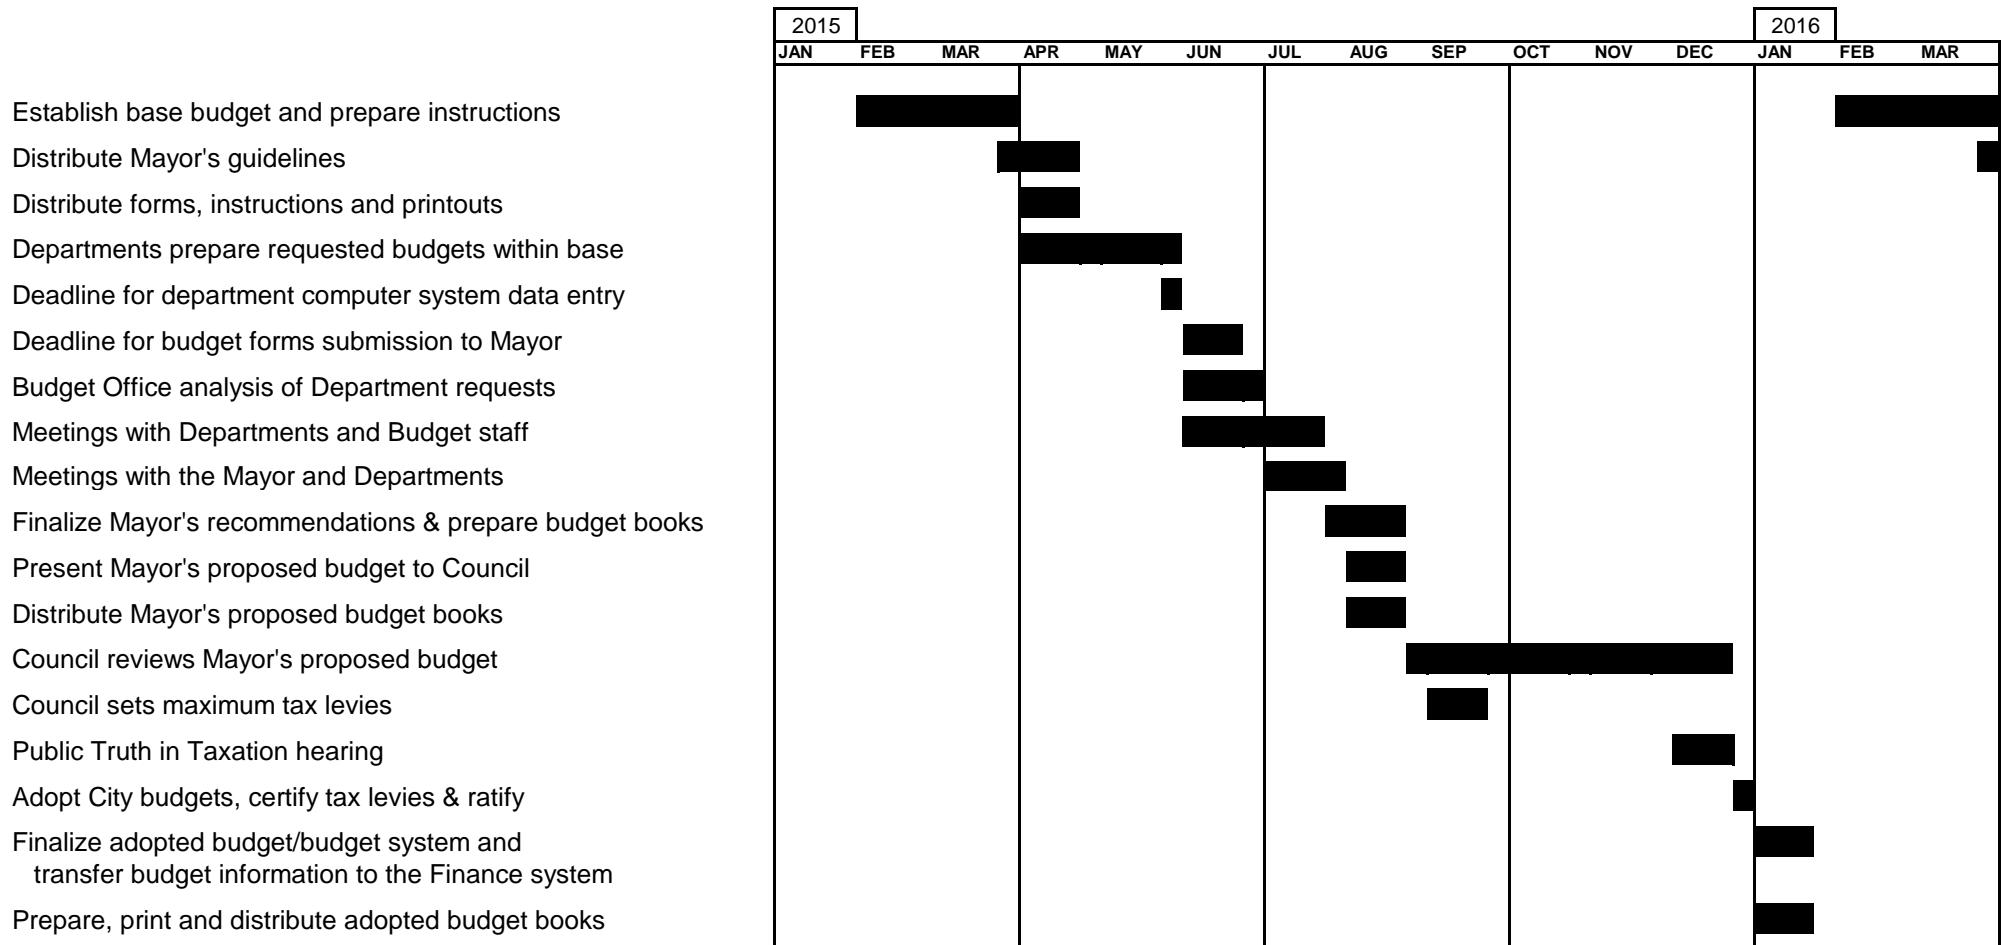 2015 2016
JAN FEB MAR APR MAY JUN JUL AUG SEP OCT NOV DEC JAN FEB MAR
Establish base budget and prepare instructions
Distribute Mayor's guidelines
Distribute forms, instructions and printouts
Departments prepare requested budgets within base
Deadline for department computer system data entry
Deadline for budget forms submission to Mayor
Budget Office analysis of Department requests
Meetings with Departments and Budget staff
Meetings with the Mayor and Departments
Finalize Mayor's recommendations & prepare budget books
Present Mayor's proposed budget to Council
Distribute Mayor's proposed budget books
Council reviews Mayor's proposed budget
Council sets maximum tax levies
Public Truth in Taxation hearing
Adopt City budgets, certify tax levies & ratify
Finalize adopted budget/budget system and
transfer budget information to the Finance system
Prepare, print and distribute adopted budget books